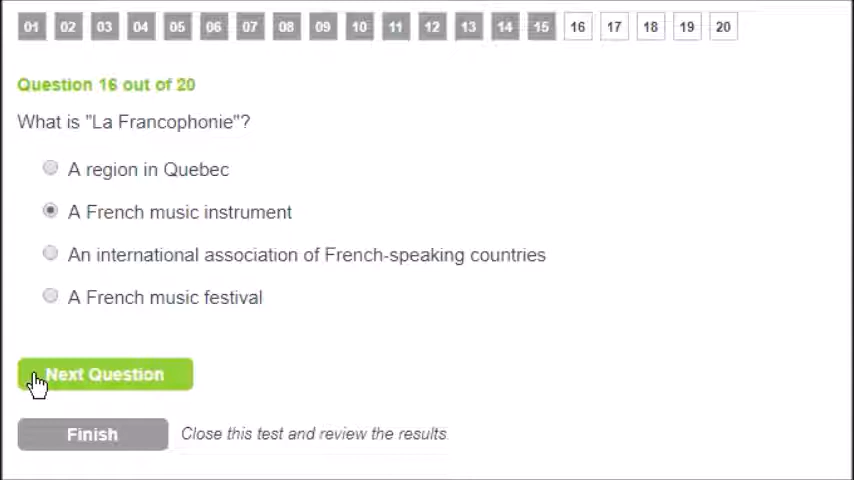 01 02 03 04 05 06 07 08 09 10 11 12 13 14 15 16 17 18 19 20
Question 16 out of 20
What is "La Francophonie"?
A region in Quebec
A French music instrument
An international association of French-speaking countries
A French music festival
Next Question
Finish Close this test and review the results.